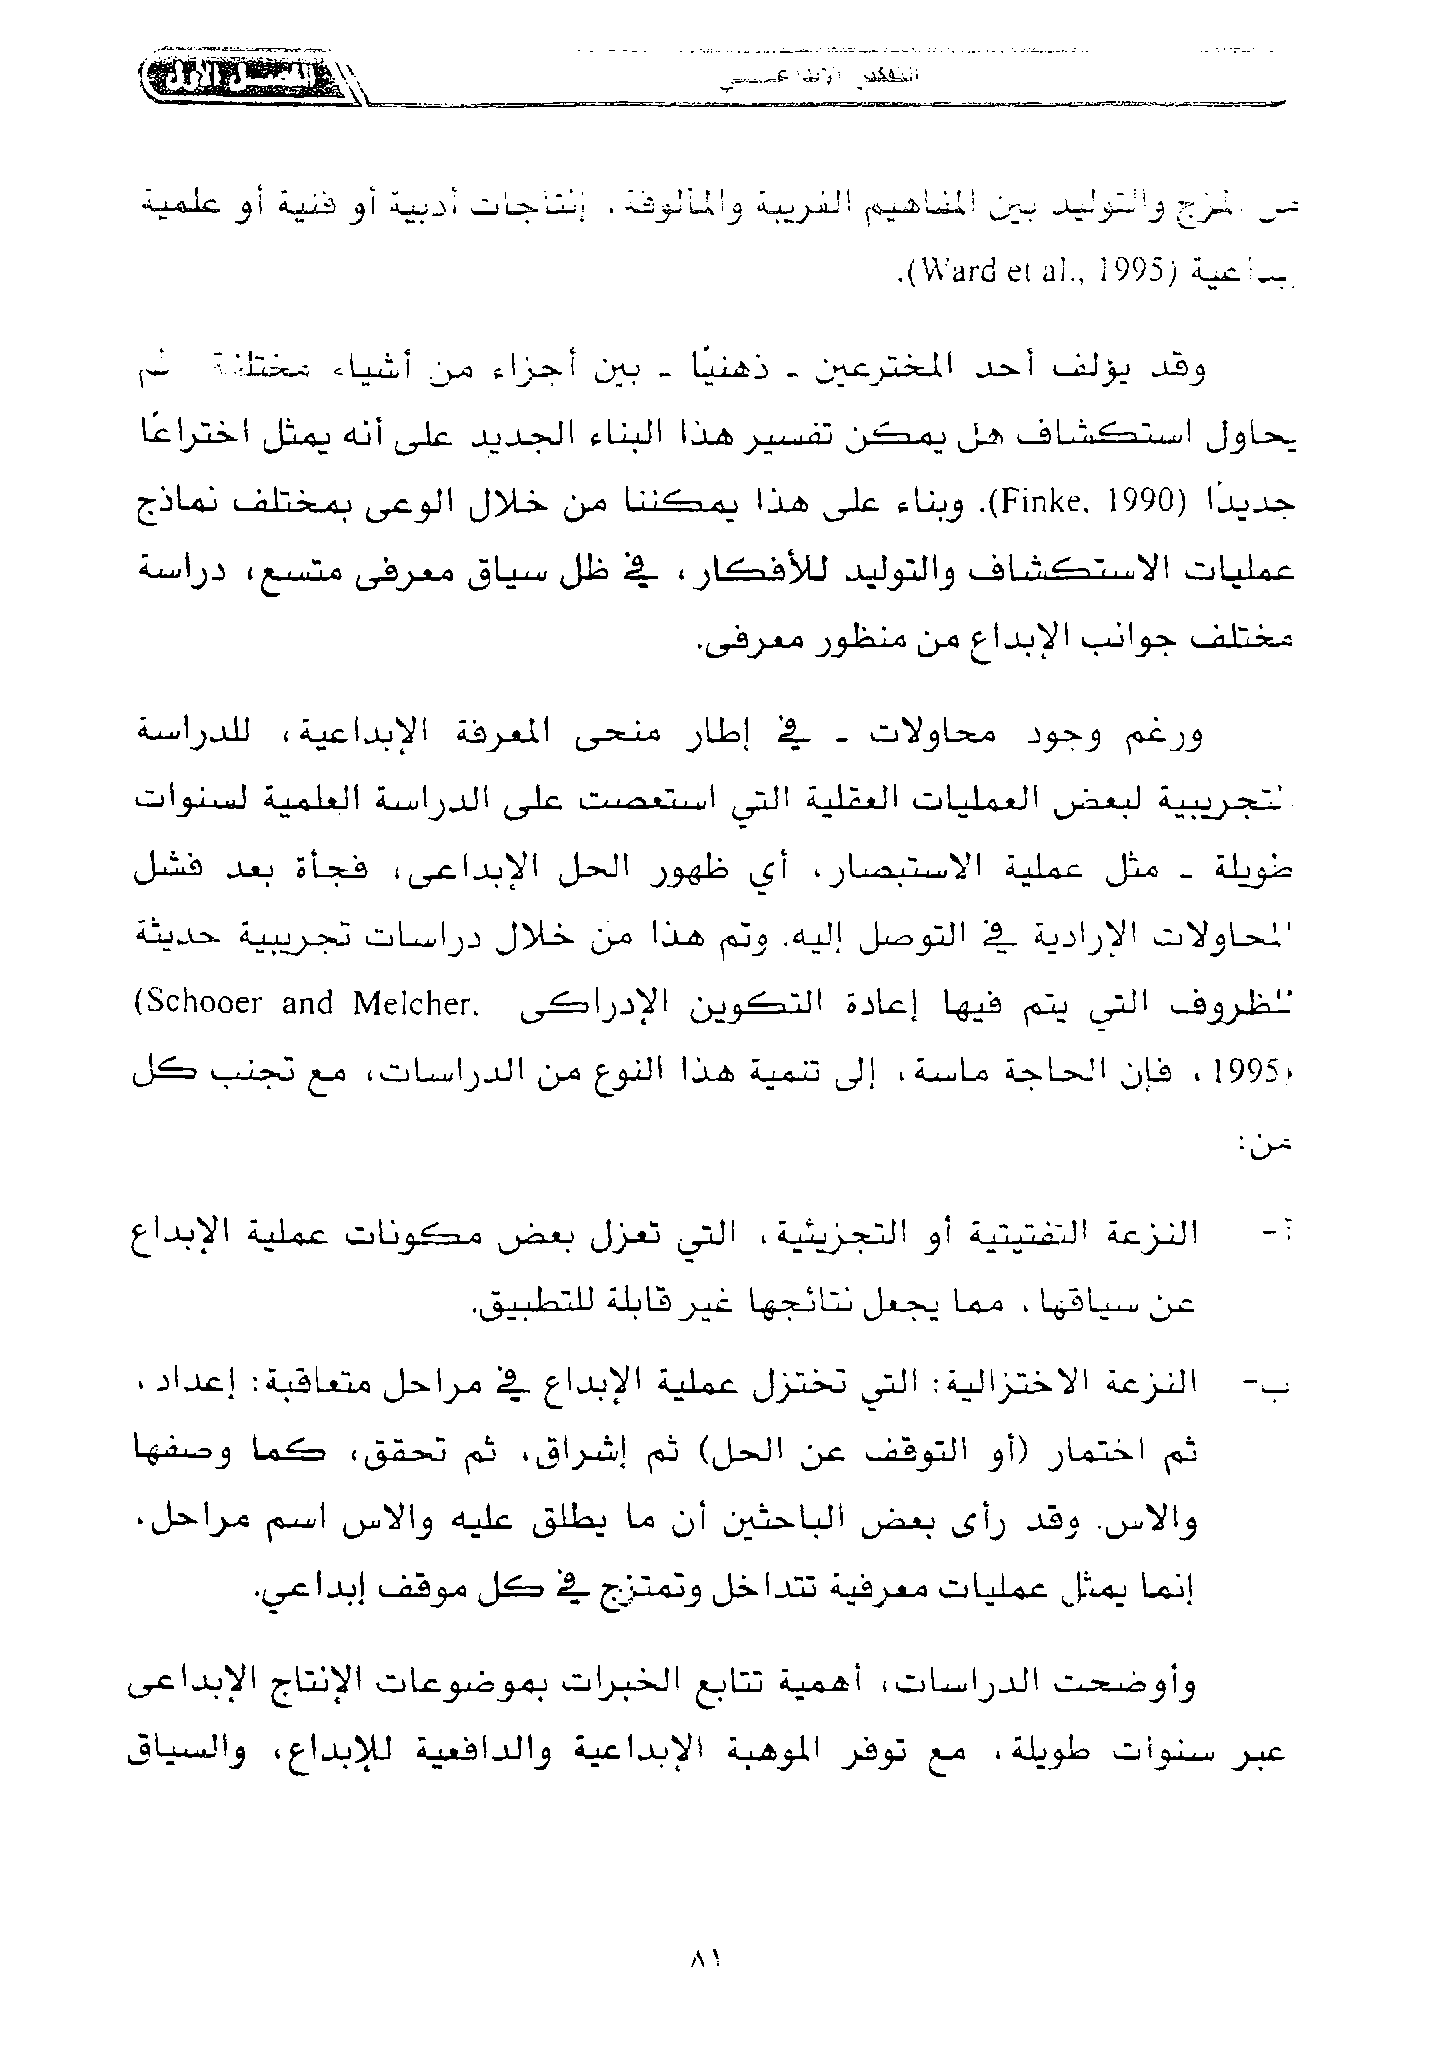 التفكير الإبداعي
الفصل الأول
المزج والتوليد بين المفاهيم الغريبة والمألوفة، إنتاجات أدبية أو فنية أو علمية
إبداعية (Ward et al., 1995).
وقد يؤلف أحد المخترعين - ذهنيًا - بين أجزاء من أشياء مختلفة ثم
يحاول استكشاف هل يمكن تفسير هذا البناء الجديد على أنه يمثل اختراعًا
جديدًا (Finke, 1990). وبناء على هذا يمكننا من خلال الوعى بمختلف نماذج
عمليات الاستكشاف والتوليد للأفكار، في ظل سياق معرفى متسع، دراسة
مختلف جوانب الإبداع من منظور معرفى.
ورغم وجود محاولات - في إطار منحى المعرفة الإبداعية، للدراسة
التجريبية لبعض العمليات العقلية التي استعصت على الدراسة العلمية لسنوات
طويلة - مثل عملية الاستبصار، أي ظهور الحل الإبداعى، فجأة بعد فشل
المحاولات الإرادية في التوصل إليه. وتم هذا من خلال دراسات تجريبية حديثة
للظروف التي يتم فيها إعادة التكوين الإدراكى (Schooer and Melcher,
1995)، فإن الحاجة ماسة، إلى تنمية هذا النوع من الدراسات، مع تجنب كل
من:
أ- النزعة التفتيتية أو التجزيئية، التي تعزل بعض مكونات عملية الإبداع
عن سياقها، مما يجعل نتائجها غير قابلة للتطبيق.
ب- النزعة الاختزالية: التي تختزل عملية الإبداع في مراحل متعاقبة: إعداد،
ثم اختمار (أو التوقف عن الحل) ثم إشراق، ثم تحقق، كما وصفها
والاس. وقد رأى بعض الباحثين أن ما يطلق عليه والاس اسم مراحل،
إنما يمثل عمليات معرفية تتداخل وتمتزج في كل موقف إبداعي.
وأوضحت الدراسات، أهمية تتابع الخبرات بموضوعات الإنتاج الإبداعى
عبر سنوات طويلة، مع توفر الموهبة الإبداعية والدافعية للإبداع، والسياق
٨١